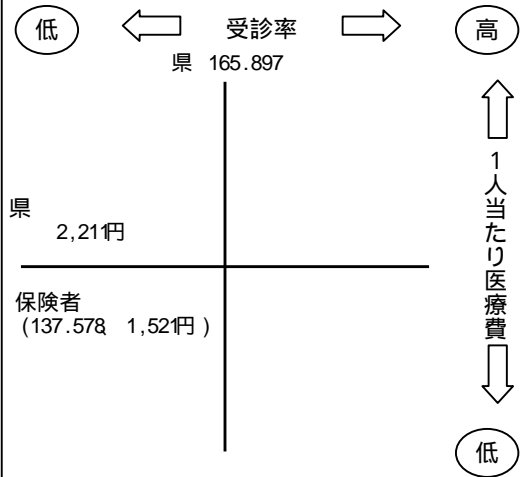 低 受診率 高
県 165.897
県
2,211円
保険者
(137.578、 1,521円 )
1人当たり医療費
低